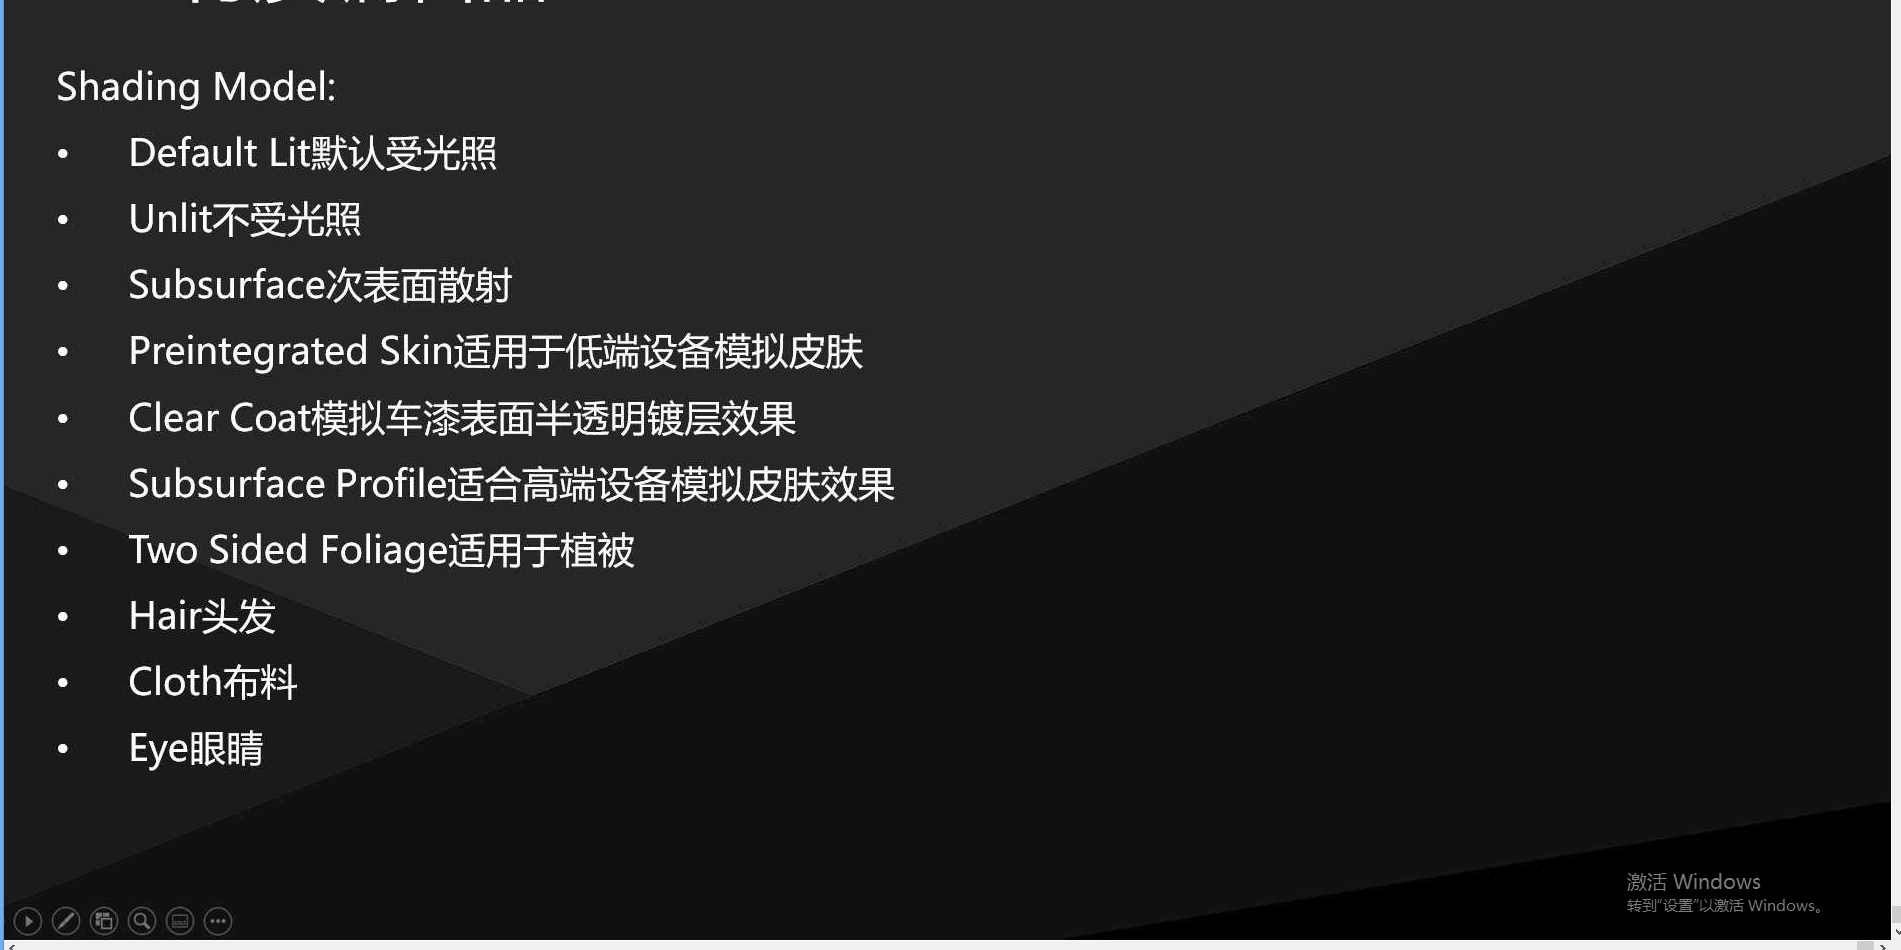 Shading Model:
• Default Lit默认受光照
• Unlit不受光照
• Subsurface次表面散射
• Preintegrated Skin适用于低端设备模拟皮肤
• Clear Coat模拟车漆表面半透明镀层效果
• Subsurface Profile适合高端设备模拟皮肤效果
• Two Sided Foliage适用于植被
• Hair头发
• Cloth布料
• Eye眼睛
激活 Windows
转到“设置”以激活 Windows。